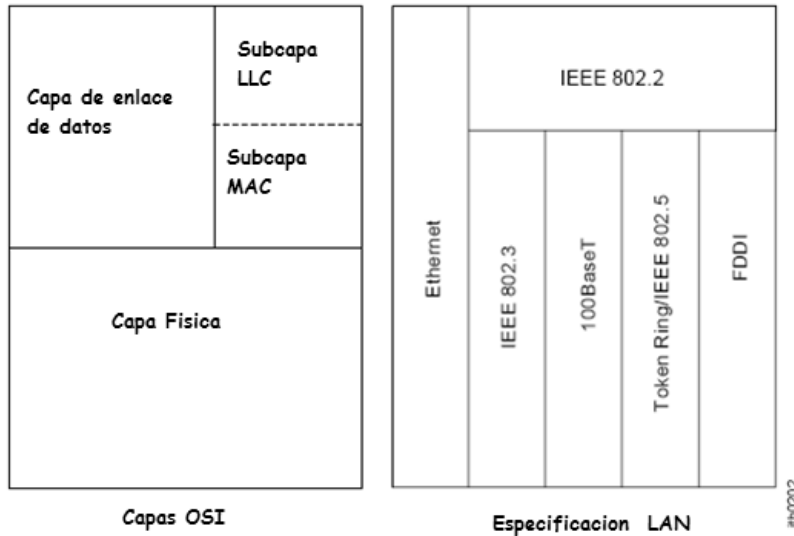 Capa de enlace
de datos
Subcapa
LLC
Subcapa
MAC
Capa Fisica
Capas OSI
Ethernet
IEEE 802.2
IEEE 802.3
100BaseT
Token Ring/IEEE 802.5
FDDI
Especificacion LAN
ith0202